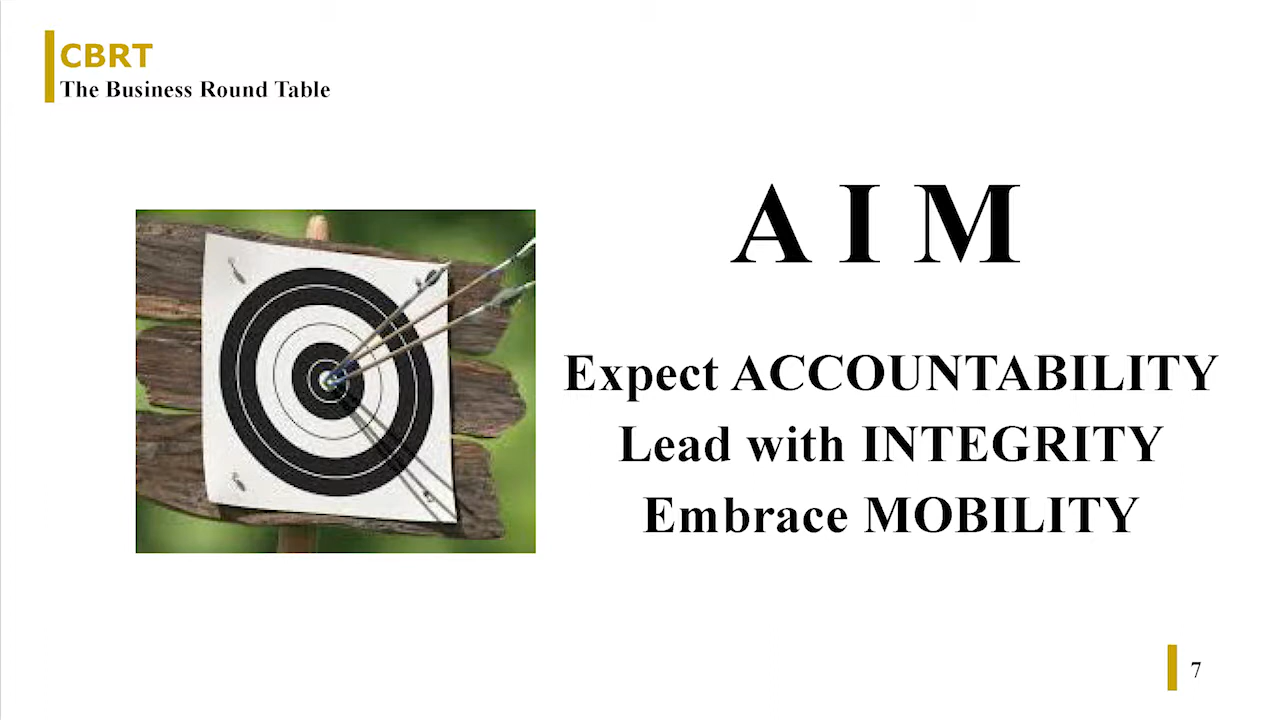 CBRT
The Business Round Table
A I M
Expect ACCOUNTABILITY
Lead with INTEGRITY
Embrace MOBILITY
7